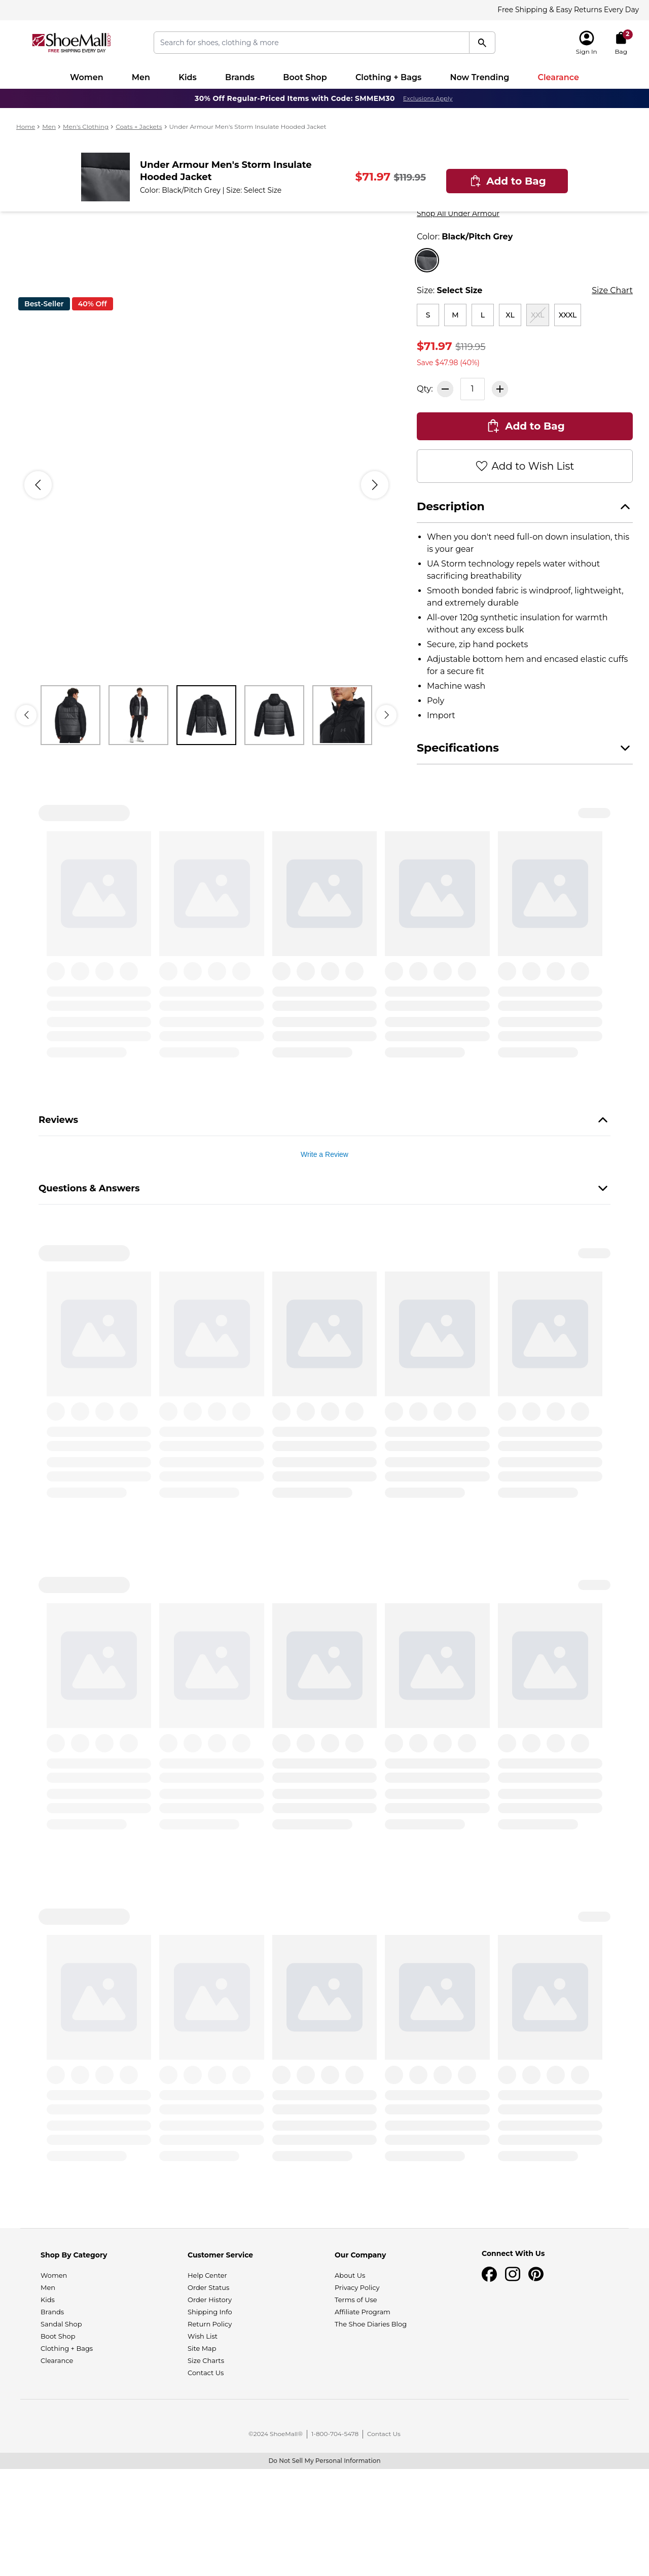 Free Shipping & Easy Returns Every Day
ShoeMall.com
FREE SHIPPING EVERY DAY
Search for shoes, clothing & more
Sign In
2
Bag
Women Men Kids Brands Boot Shop Clothing + Bags Now Trending Clearance
30% Off Regular-Priced Items with Code: SMMEM30 Exclusions Apply
Home > Men > Men's Clothing > Coats + Jackets > Under Armour Men's Storm Insulate Hooded Jacket
Under Armour Men's Storm Insulate
Hooded Jacket
Color: Black/Pitch Grey | Size: Select Size
$71.97 $119.95
Add to Bag
Shop All Under Armour
Color: Black/Pitch Grey
Best-Seller
40% Off
Size: Select Size
Size Chart
S M L XL XXL XXXL
$71.97 $119.95
Save $47.98 (40%)
Qty: 1
Add to Bag
Add to Wish List
Description
• When you don't need full-on down insulation, this
is your gear
• UA Storm technology repels water without
sacrificing breathability
• Smooth bonded fabric is windproof, lightweight,
and extremely durable
• All-over 120g synthetic insulation for warmth
without any excess bulk
• Secure, zip hand pockets
• Adjustable bottom hem and encased elastic cuffs
for a secure fit
• Machine wash
• Poly
• Import
Specifications
Reviews
Write a Review
Questions & Answers
Shop By Category
Women
Men
Kids
Brands
Sandal Shop
Boot Shop
Clothing + Bags
Clearance
Customer Service
Help Center
Order Status
Order History
Shipping Info
Return Policy
Wish List
Site Map
Size Charts
Contact Us
Our Company
About Us
Privacy Policy
Terms of Use
Affiliate Program
The Shoe Diaries Blog
Connect With Us
©2024 ShoeMall® | 1-800-704-5478 | Contact Us
Do Not Sell My Personal Information